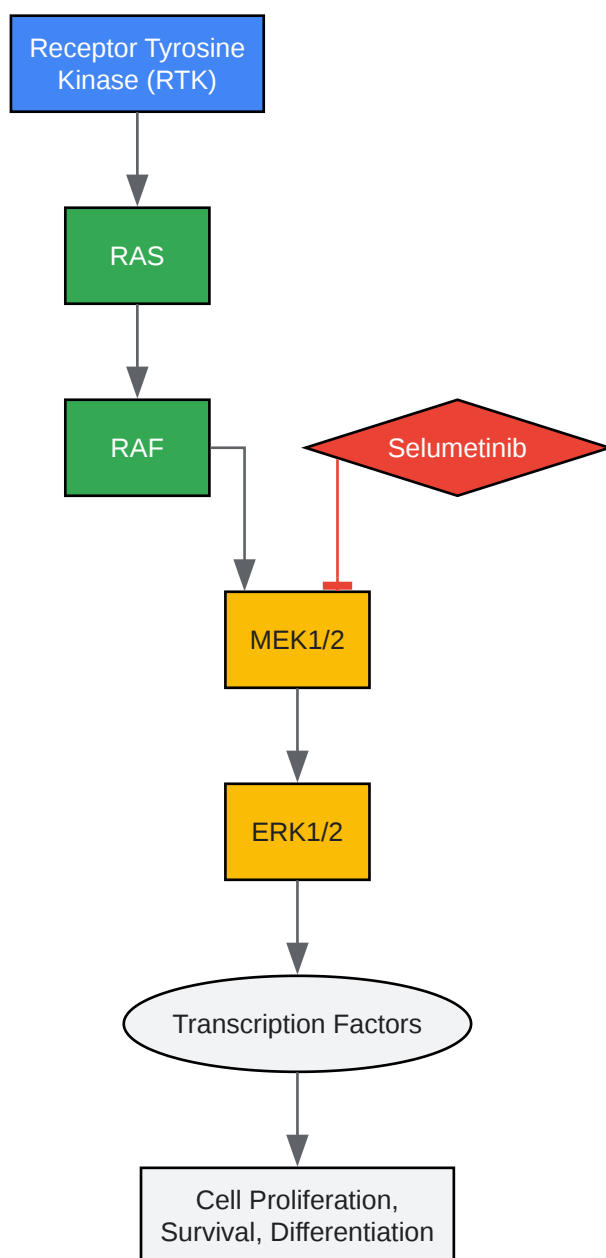 Receptor Tyrosine
Kinase (RTK)
RAS
RAF
Selumetinib
MEK1/2
ERK1/2
Transcription Factors
Cell Proliferation,
Survival, Differentiation